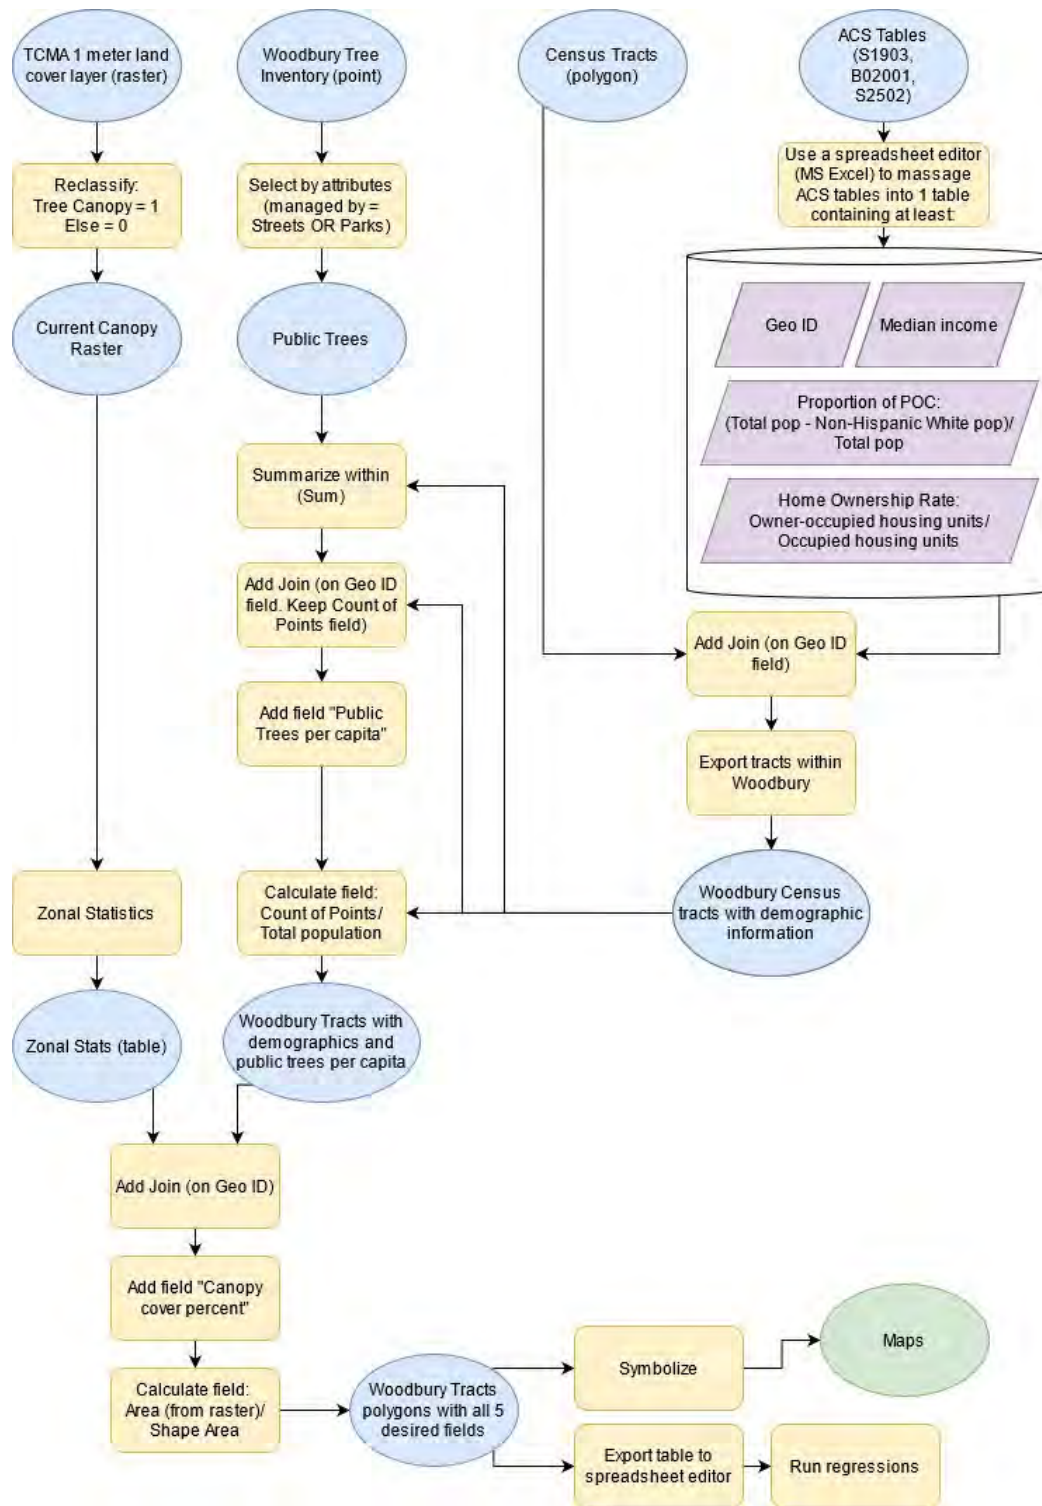 TCMA 1 meter land
cover layer (raster)
Woodbury Tree
Inventory (point)
Census Tracts
(polygon)
ACS Tables
(S1903,
B02001,
S2502)
Reclassify:
Tree Canopy = 1
Else = 0
Select by attributes
(managed by =
Streets OR Parks)
Use a spreadsheet editor
(MS Excel) to massage
ACS tables into 1 table
containing at least:
Current Canopy
Raster
Public Trees
Geo ID
Median income
Proportion of POC:
(Total pop - Non-Hispanic White pop)/
Total pop
Home Ownership Rate:
Owner-occupied housing units/
Occupied housing units
Summarize within
(Sum)
Add Join (on Geo ID
field. Keep Count of
Points field)
Add Join (on Geo ID
field)
Add field "Public
Trees per capita"
Export tracts within
Woodbury
Zonal Statistics
Calculate field:
Count of Points/
Total population
Woodbury Census
tracts with demographic
information
Zonal Stats (table)
Woodbury Tracts with
demographics and
public trees per capita
Add Join (on Geo ID)
Add field "Canopy
cover percent"
Calculate field:
Area (from raster)/
Shape Area
Woodbury Tracts
polygons with all 5
desired fields
Symbolize
Maps
Export table to
spreadsheet editor
Run regressions